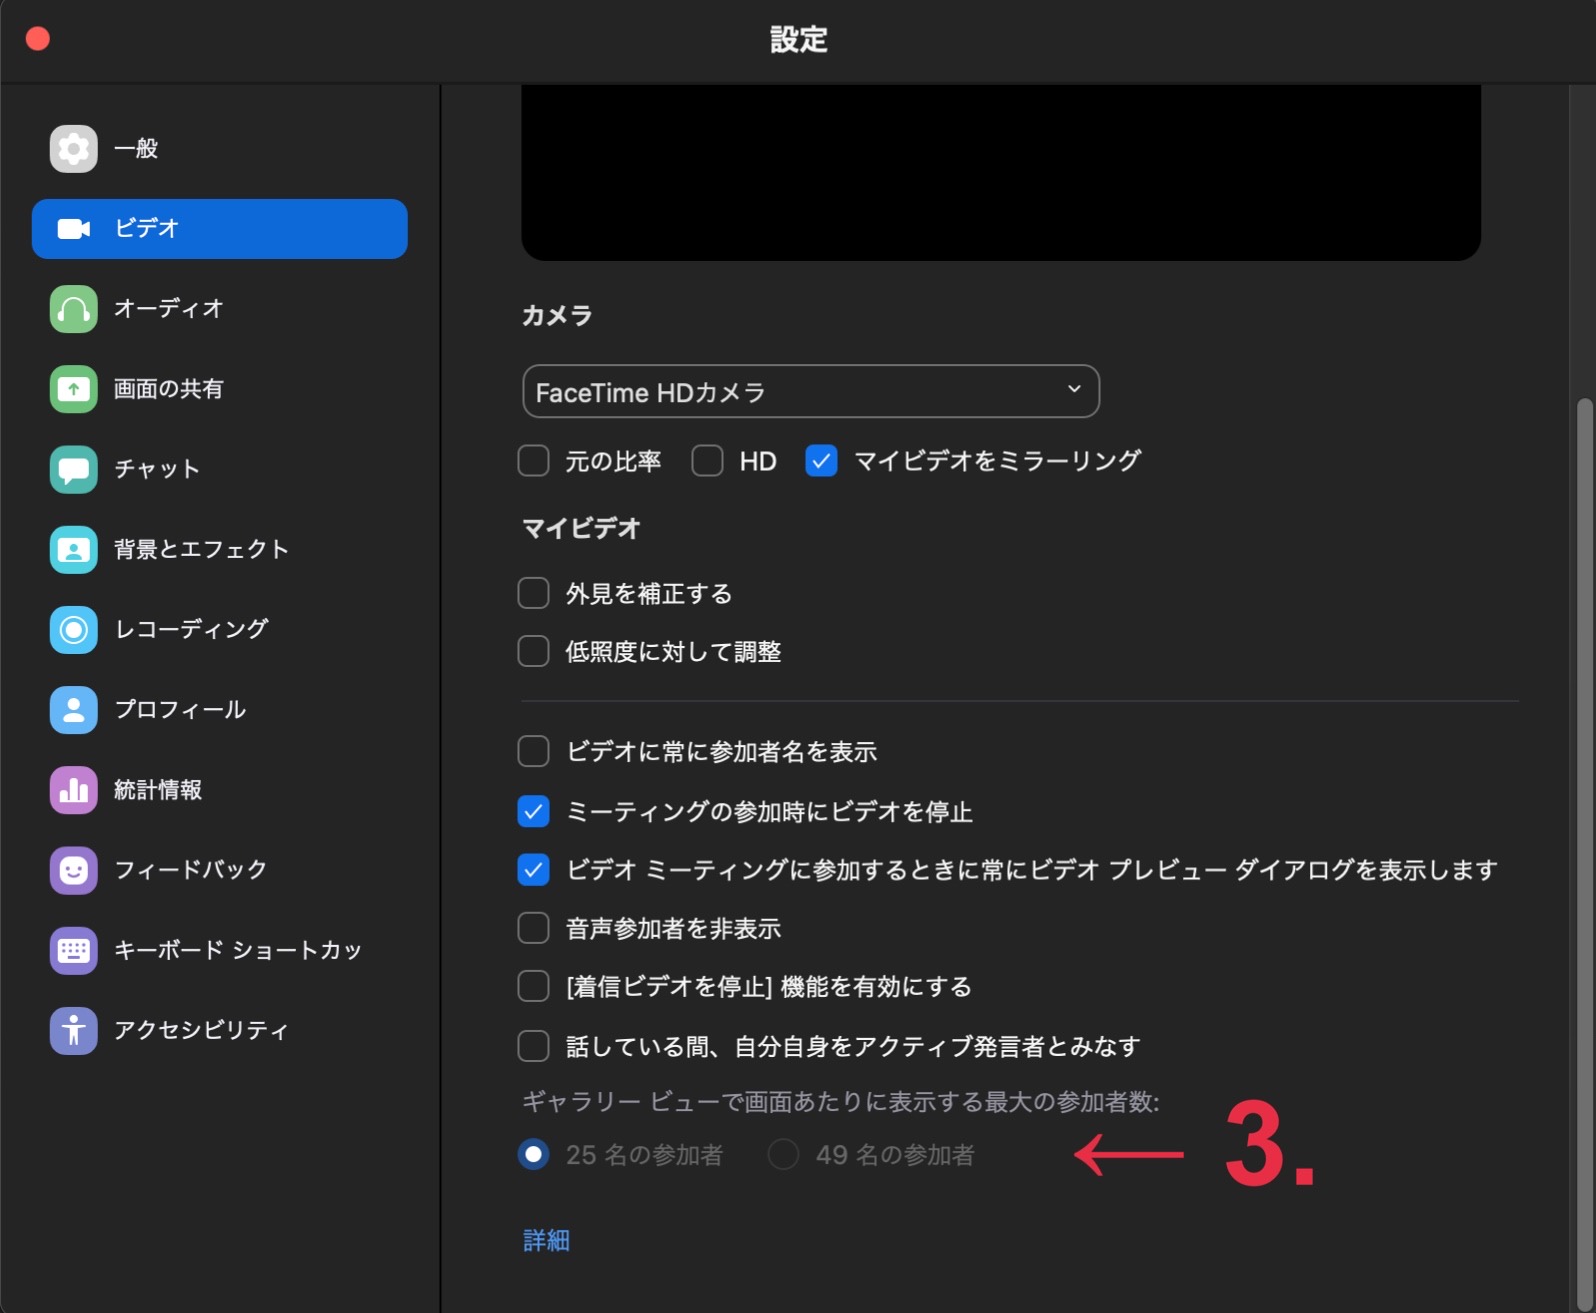 設定
一般
ビデオ
オーディオ
画面の共有
チャット
背景とエフェクト
レコーディング
プロフィール
統計情報
フィードバック
キーボード ショートカッ
アクセシビリティ
カメラ
FaceTime HDカメラ
元の比率 HD マイビデオをミラーリング
マイビデオ
外見を補正する
低照度に対して調整
ビデオに常に参加者名を表示
ミーティングの参加時にビデオを停止
ビデオ ミーティングに参加するときに常にビデオ プレビュー ダイアログを表示します
音声参加者を非表示
[着信ビデオを停止] 機能を有効にする
話している間、自分自身をアクティブ発言者とみなす
ギャラリー ビューで画面あたりに表示する最大の参加者数:
25 名の参加者 49 名の参加者 ← 3.
詳細